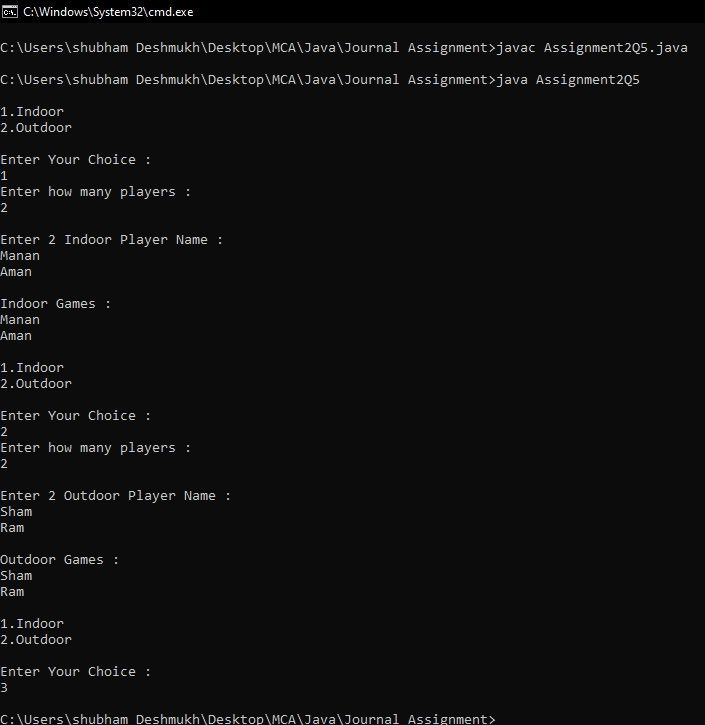 C:\Windows\System32\cmd.exe
C:\Users\shubham Deshmukh\Desktop\MCA\Java\Journal Assignment>javac Assignment2Q5.java
C:\Users\shubham Deshmukh\Desktop\MCA\Java\Journal Assignment>java Assignment2Q5
1.Indoor
2.Outdoor
Enter Your Choice :
1
Enter how many players :
2
Enter 2 Indoor Player Name :
Manan
Aman
Indoor Games :
Manan
Aman
1.Indoor
2.Outdoor
Enter Your Choice :
2
Enter how many players :
2
Enter 2 Outdoor Player Name :
Sham
Ram
Outdoor Games :
Sham
Ram
1.Indoor
2.Outdoor
Enter Your Choice :
3
C:\Users\shubham Deshmukh\Desktop\MCA\Java\Journal Assignment>